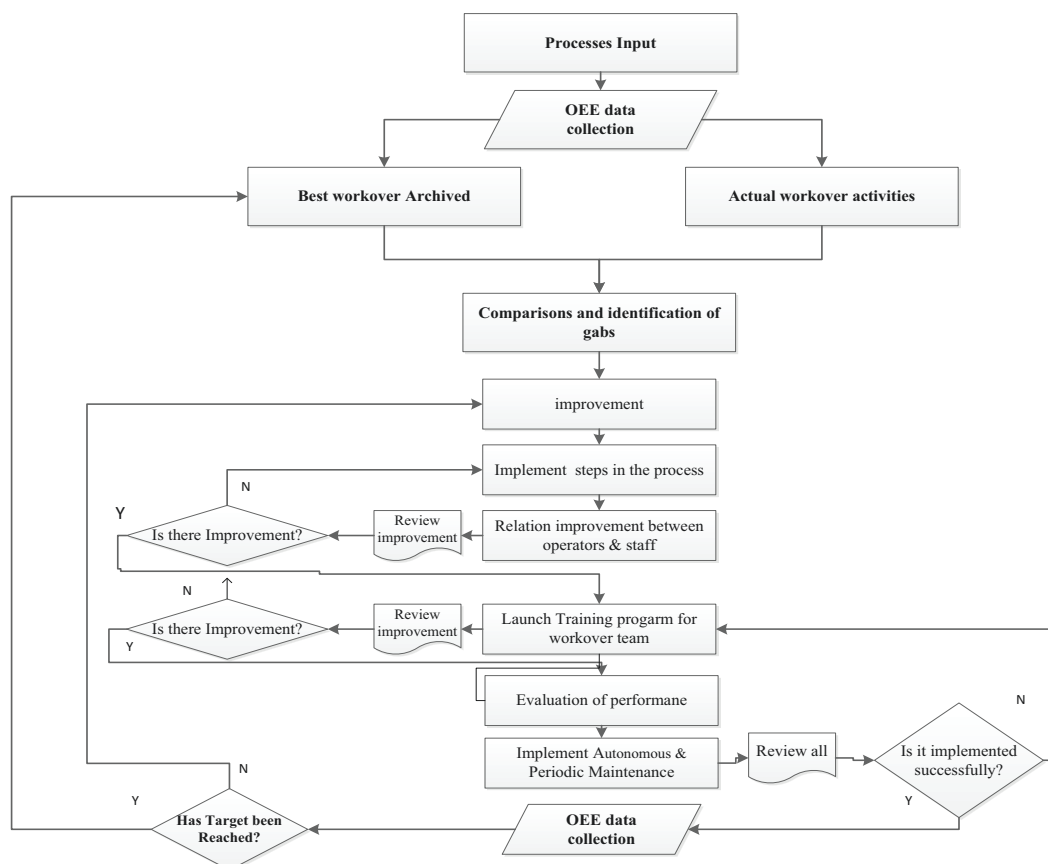 Processes Input
OEE data
collection
Best workover Archived
Actual workover activities
Comparisons and identification of
gabs
improvement
Implement steps in the process
N
Y
Is there Improvement?
Review
improvement
Relation improvement between
operators & staff
N
Is there Improvement?
Y
Review
improvement
Launch Training progarm for
workover team
Evaluation of performane
N
Implement Autonomous &
Periodic Maintenance
Review all
Is it implemented
successfully?
Y
N
Y
Has Target been
Reached?
OEE data
collection